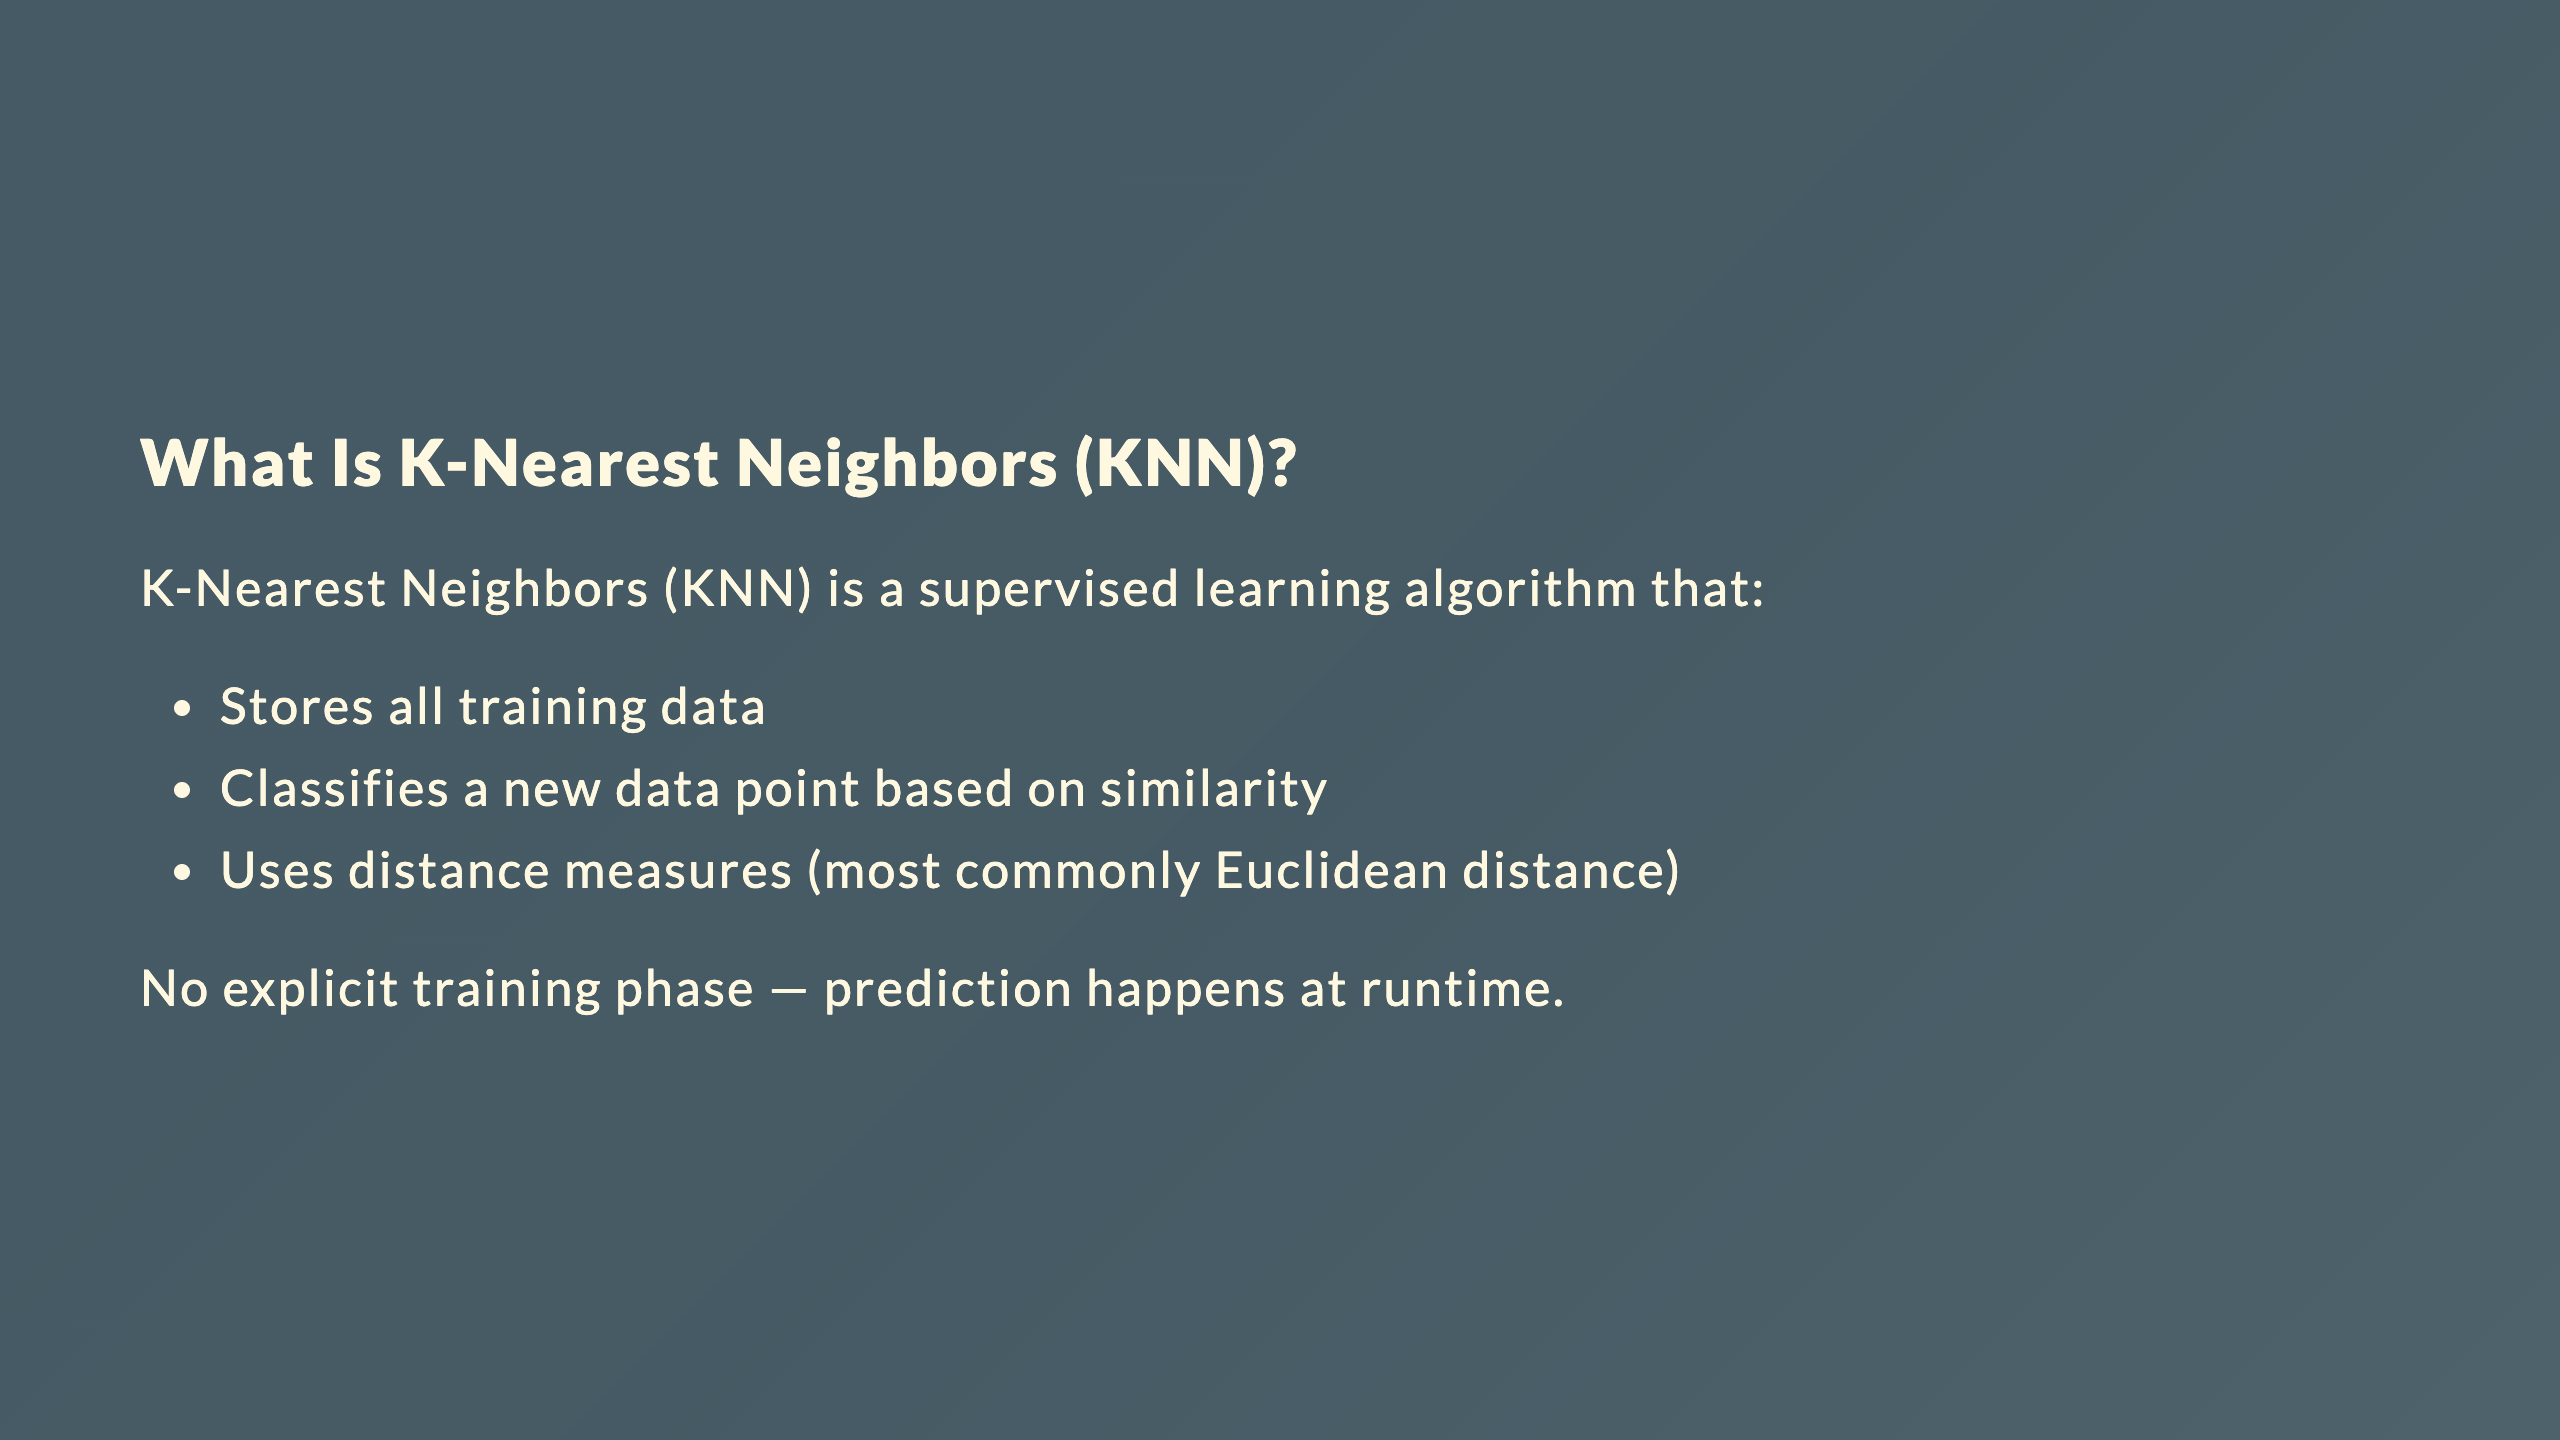 What Is K-Nearest Neighbors (KNN)?
K-Nearest Neighbors (KNN) is a supervised learning algorithm that:
• Stores all training data
• Classifies a new data point based on similarity
• Uses distance measures (most commonly Euclidean distance)
No explicit training phase — prediction happens at runtime.